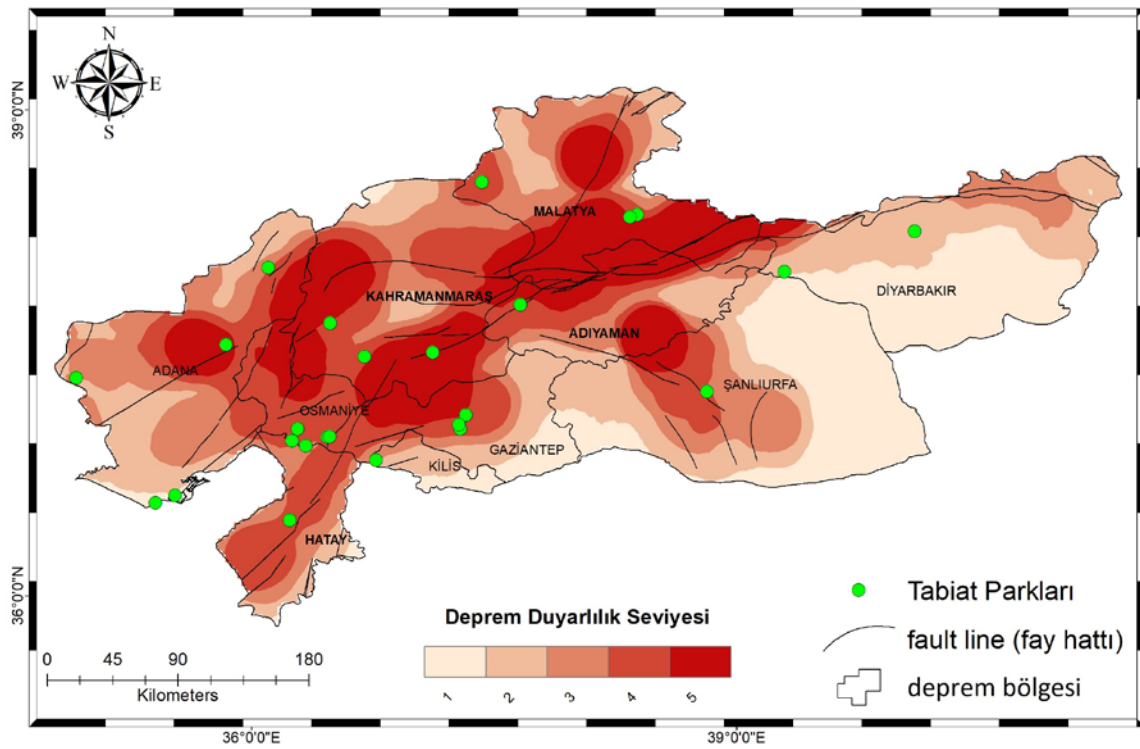 N
W E
S
39°0'0"N
36°0'0"N
MALATYA
KAHRAMANMARAŞ
DİYARBAKIR
ADIYAMAN
ADANA
ŞANLIURFA
OSMANİYE
GAZİANTEP
KİLİS
HATAY
Deprem Duyarlılık Seviyesi
1 2 3 4 5
Tabiat Parkları
fault line (fay hattı)
deprem bölgesi
0 45 90 180
Kilometers
36°0'0"E 39°0'0"E